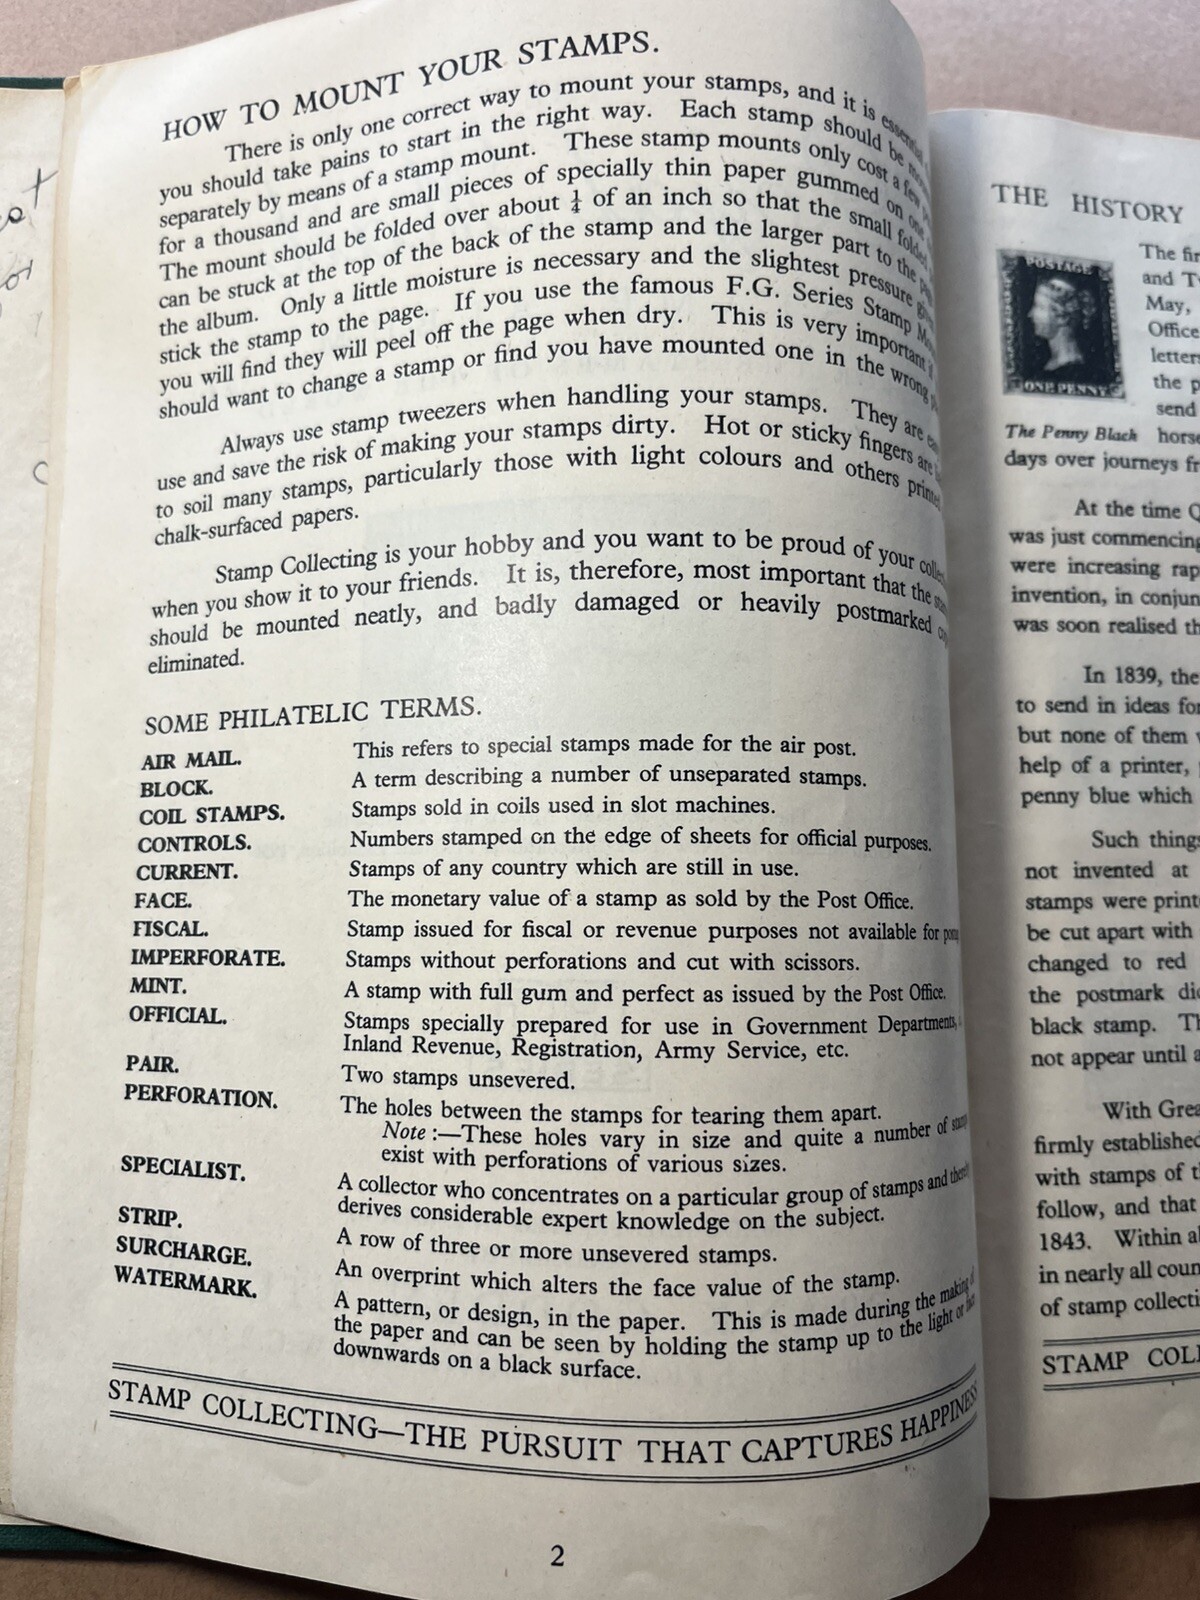 HOW TO MOUNT YOUR STAMPS.
There is only one correct way to mount your stamps, and it is essential
you should take pains to start in the right way. Each stamp should be
separately by means of a stamp mount. These stamp mounts only cost a few
for a thousand and are small pieces of specially thin paper gummed on one
The mount should be folded over about ¼ of an inch so that the small folded
can be stuck at the top of the back of the stamp and the larger part to the
the album. Only a little moisture is necessary and the slightest pressure
stick the stamp to the page. If you use the famous F.G. Series Stamp
you will find they will peel off the page when dry. This is very important
should want to change a stamp or find you have mounted one in the wrong
Always use stamp tweezers when handling your stamps. They are
use and save the risk of making your stamps dirty. Hot or sticky fingers are
to soil many stamps, particularly those with light colours and others printed
chalk-surfaced papers.
Stamp Collecting is your hobby and you want to be proud of your
when you show it to your friends. It is, therefore, most important that the
should be mounted neatly, and badly damaged or heavily postmarked
eliminated.
SOME PHILATELIC TERMS.
AIR MAIL. This refers to special stamps made for the air post.
BLOCK. A term describing a number of unseparated stamps.
COIL STAMPS. Stamps sold in coils used in slot machines.
CONTROLS. Numbers stamped on the edge of sheets for official purposes.
CURRENT. Stamps of any country which are still in use.
FACE. The monetary value of a stamp as sold by the Post Office.
FISCAL. Stamp issued for fiscal or revenue purposes not available for
IMPERFORATE. Stamps without perforations and cut with scissors.
MINT. A stamp with full gum and perfect as issued by the Post Office.
OFFICIAL. Stamps specially prepared for use in Government Departments,
Inland Revenue, Registration, Army Service, etc.
PAIR. Two stamps unsevered.
PERFORATION. The holes between the stamps for tearing them apart.
Note :—These holes vary in size and quite a number of
exist with perforations of various sizes.
SPECIALIST. A collector who concentrates on a particular group of stamps and thereby
derives considerable expert knowledge on the subject.
STRIP. A row of three or more unsevered stamps.
SURCHARGE. An overprint which alters the face value of the stamp.
WATERMARK. A pattern, or design, in the paper. This is made during the making of
the paper and can be seen by holding the stamp up to the light or
downwards on a black surface.
STAMP COLLECTING—THE PURSUIT THAT CAPTURES HAPPINESS
2
THE HISTORY
POSTAGE
ONE PENNY
The Penny Black
The
and
May,
Office
the
send
days over journeys
At the time
was just commencing
were increasing
invention, in
was soon realised
In 1839, the
to send in ideas for
but none of them
help of a printer,
penny blue which
Such things
not invented at
stamps were
be cut apart with
changed to red
the postmark
black stamp.
not appear until
With
firmly established
with stamps of
follow, and that
1843. Within
in nearly all
of stamp
STAMP